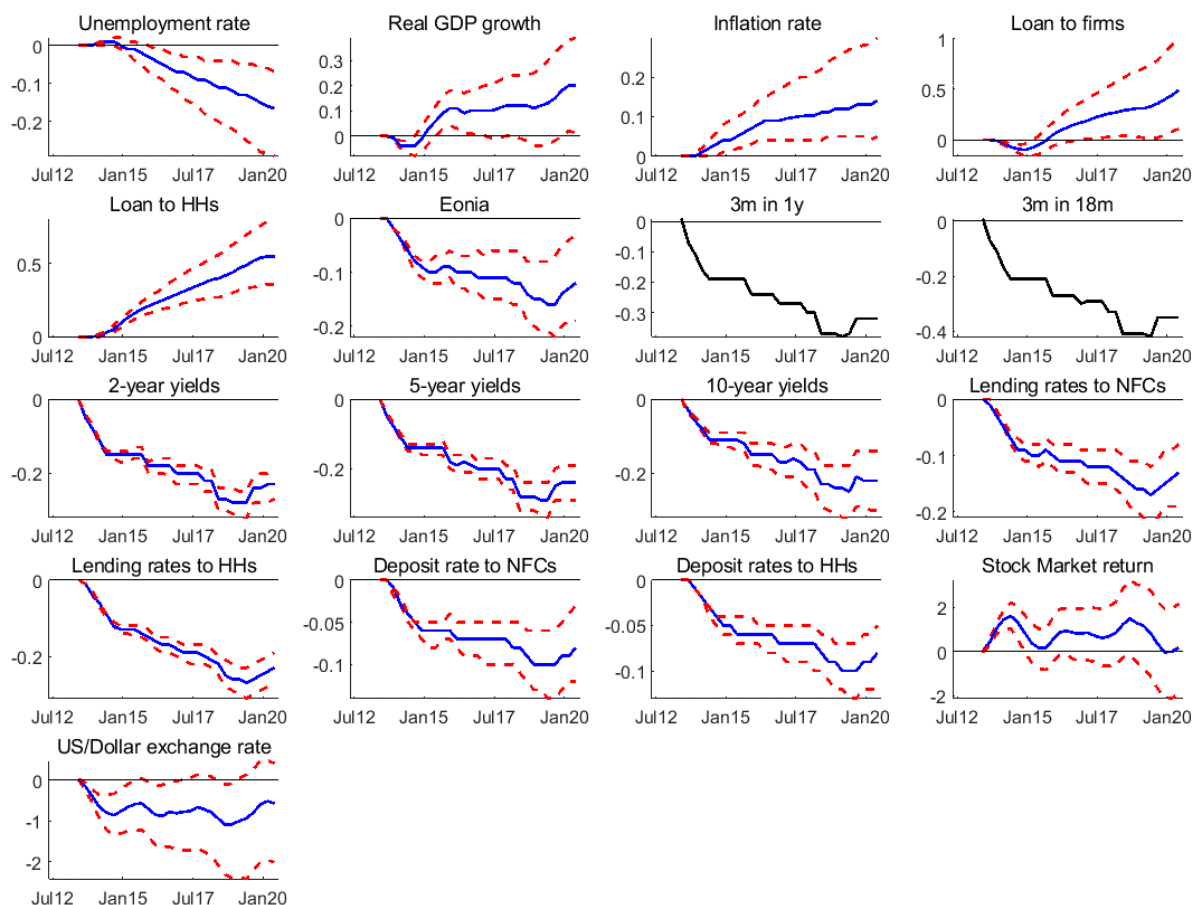 Unemployment rate
Real GDP growth
Inflation rate
Loan to firms
0
-0.1
-0.2
Jul12 Jan15 Jul17 Jan20
0.3
0.2
0.1
0
Jul12 Jan15 Jul17 Jan20
0.2
0.1
0
Jul12 Jan15 Jul17 Jan20
1
0.5
0
Jul12 Jan15 Jul17 Jan20
Loan to HHs
Eonia
3m in 1y
3m in 18m
0.5
0
Jul12 Jan15 Jul17 Jan20
0
-0.1
-0.2
Jul12 Jan15 Jul17 Jan20
0
-0.1
-0.2
-0.3
Jul12 Jan15 Jul17 Jan20
0
-0.2
-0.4
Jul12 Jan15 Jul17 Jan20
2-year yields
5-year yields
10-year yields
Lending rates to NFCs
0
-0.2
Jul12 Jan15 Jul17 Jan20
0
-0.2
Jul12 Jan15 Jul17 Jan20
0
-0.2
Jul12 Jan15 Jul17 Jan20
0
-0.1
-0.2
Jul12 Jan15 Jul17 Jan20
Lending rates to HHs
Deposit rate to NFCs
Deposit rates to HHs
Stock Market return
0
-0.2
Jul12 Jan15 Jul17 Jan20
0
-0.05
-0.1
Jul12 Jan15 Jul17 Jan20
0
-0.05
-0.1
Jul12 Jan15 Jul17 Jan20
2
0
-2
Jul12 Jan15 Jul17 Jan20
US/Dollar exchange rate
0
-1
-2
Jul12 Jan15 Jul17 Jan20